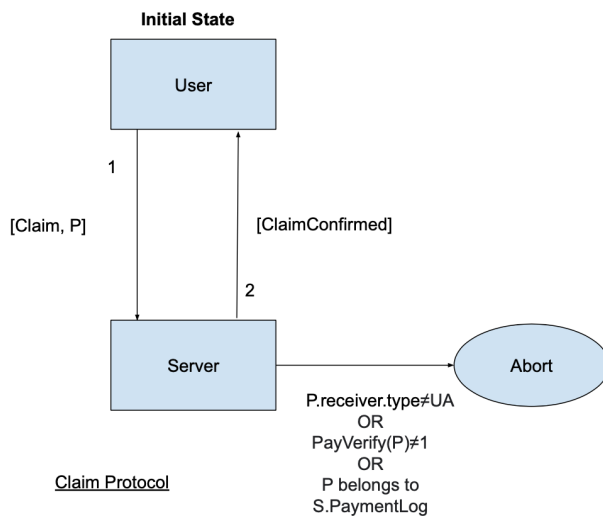 Initial State
User
1
[Claim, P]
[ClaimConfirmed]
2
Server
Abort
P.receiver.type≠UA
OR
PayVerify(P)≠1
OR
P belongs to
S.PaymentLog
Claim Protocol